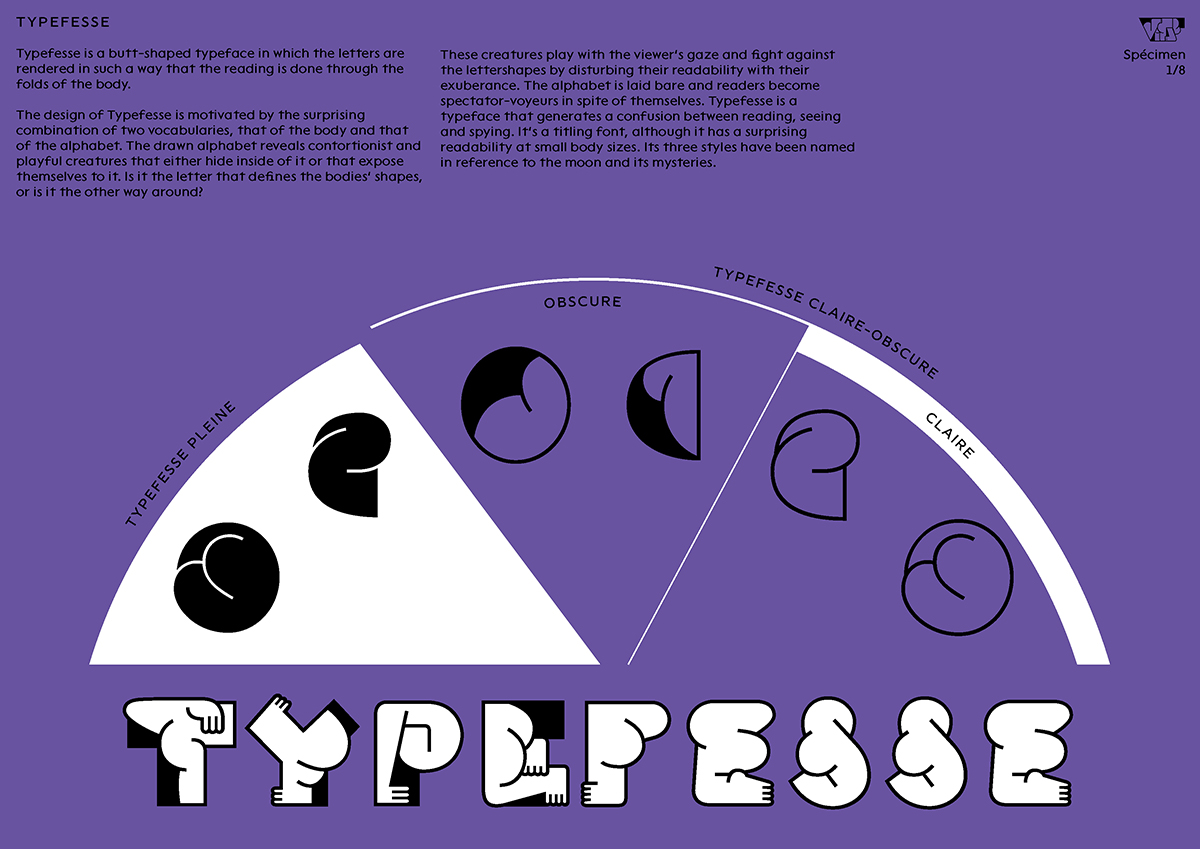 TYPEFESSE
Typefesse is a butt-shaped typeface in which the letters are
rendered in such a way that the reading is done through the
folds of the body.
The design of Typefesse is motivated by the surprising
combination of two vocabularies, that of the body and that
of the alphabet. The drawn alphabet reveals contortionist and
playful creatures that either hide inside of it or that expose
themselves to it. Is it the letter that defines the bodies' shapes,
or is it the other way around?
These creatures play with the viewer's gaze and fight against
the lettershapes by disturbing their readability with their
exuberance. The alphabet is laid bare and readers become
spectator-voyeurs in spite of themselves. Typefesse is a
typeface that generates a confusion between reading, seeing
and spying. It's a titling font, although it has a surprising
readability at small body sizes. Its three styles have been named
in reference to the moon and its mysteries.
Spécimen
1/8
TYPEFESSE PLEINE
OBSCURE
TYPEFESSE CLAIRE-OBSCURE
CLAIRE
TYPEFESSE